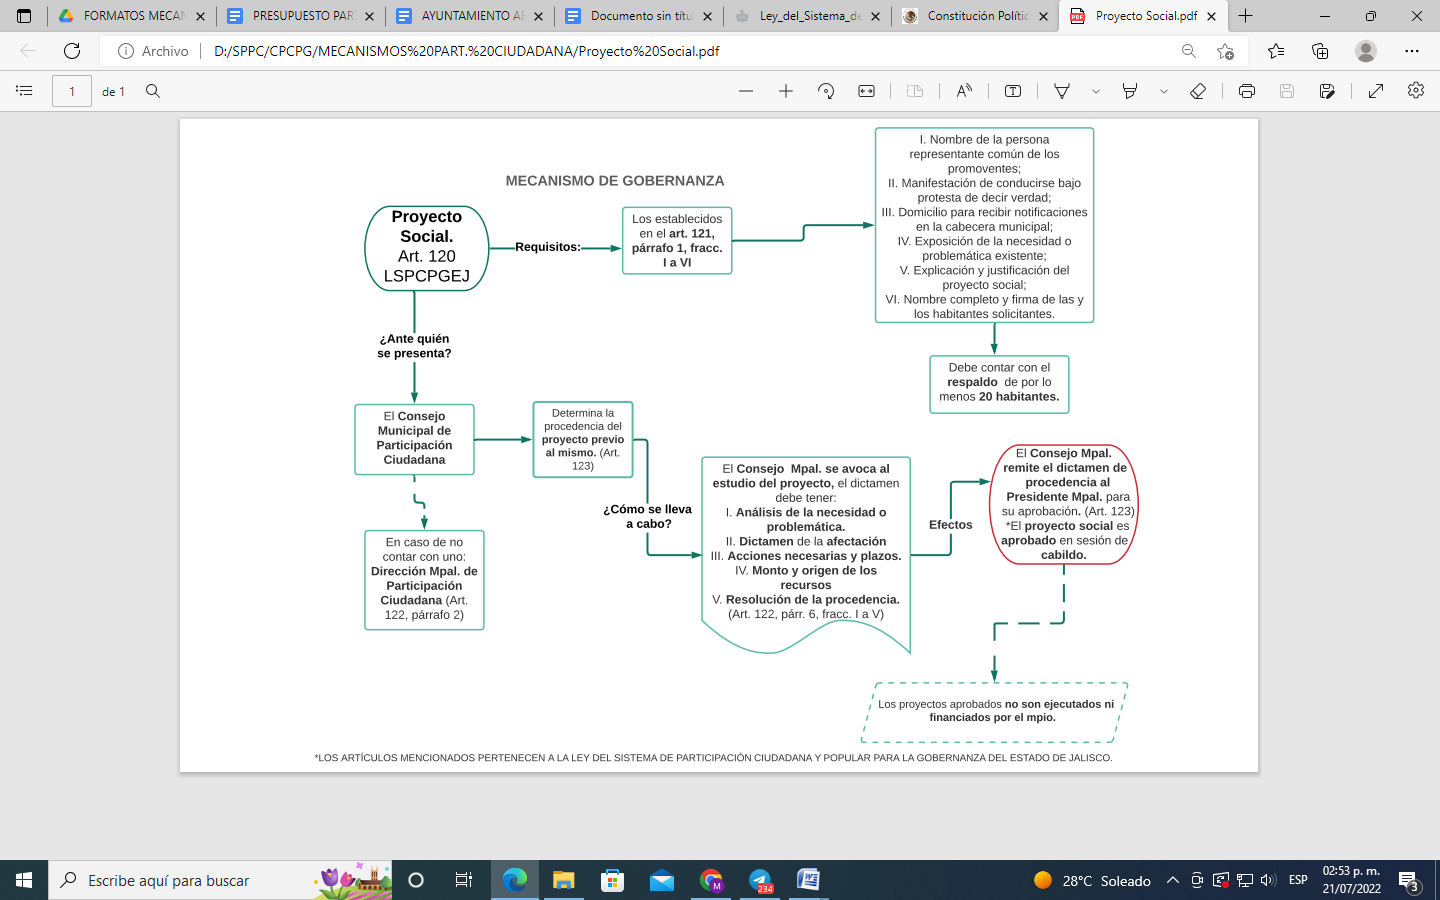 FORMATOS MECAN
PRESUPUESTO PAR
AYUNTAMIENTO AB
Documento sin títu
Ley_del_Sistema_de
Constitución Polític
Proyecto Social.pdf
Archivo
D:/SPPC/CPCPG/MECANISMOS%20PART.%20CIUDADANA/Proyecto%20Social.pdf
1 de 1
MECANISMO DE GOBERNANZA
Proyecto
Social.
Art. 120
LSPCPGEJ
Requisitos:
Los establecidos
en el art. 121,
párrafo 1, fracc.
I a VI
I. Nombre de la persona
representante común de los
promoventes;
II. Manifestación de conducirse bajo
protesta de decir verdad;
III. Domicilio para recibir notificaciones
en la cabecera municipal;
IV. Exposición de la necesidad o
problemática existente;
V. Explicación y justificación del
proyecto social;
VI. Nombre completo y firma de las y
los habitantes solicitantes.
Debe contar con el
respaldo de por lo
menos 20 habitantes.
¿Ante quién
se presenta?
El Consejo
Municipal de
Participación
Ciudadana
Determina la
procedencia del
proyecto previo
al mismo. (Art.
123)
En caso de no
contar con uno:
Dirección Mpal. de
Participación
Ciudadana (Art.
122, párrafo 2)
¿Cómo se lleva
a cabo?
El Consejo Mpal. se avoca al
estudio del proyecto, el dictamen
debe tener:
I. Análisis de la necesidad o
problemática.
II. Dictamen de la afectación
III. Acciones necesarias y plazos.
IV. Monto y origen de los
recursos
V. Resolución de la procedencia.
(Art. 122, párr. 6, fracc. I a V)
Efectos
El Consejo Mpal.
remite el dictamen de
procedencia al
Presidente Mpal. para
su aprobación. (Art. 123)
*El proyecto social es
aprobado en sesión de
cabildo.
Los proyectos aprobados no son ejecutados ni
financiados por el mpio.
*LOS ARTÍCULOS MENCIONADOS PERTENECEN A LA LEY DEL SISTEMA DE PARTICIPACIÓN CIUDADANA Y POPULAR PARA LA GOBERNANZA DEL ESTADO DE JALISCO.
Escribe aquí para buscar
234
28°C Soleado
ESP
02:53 p. m.
21/07/2022
3